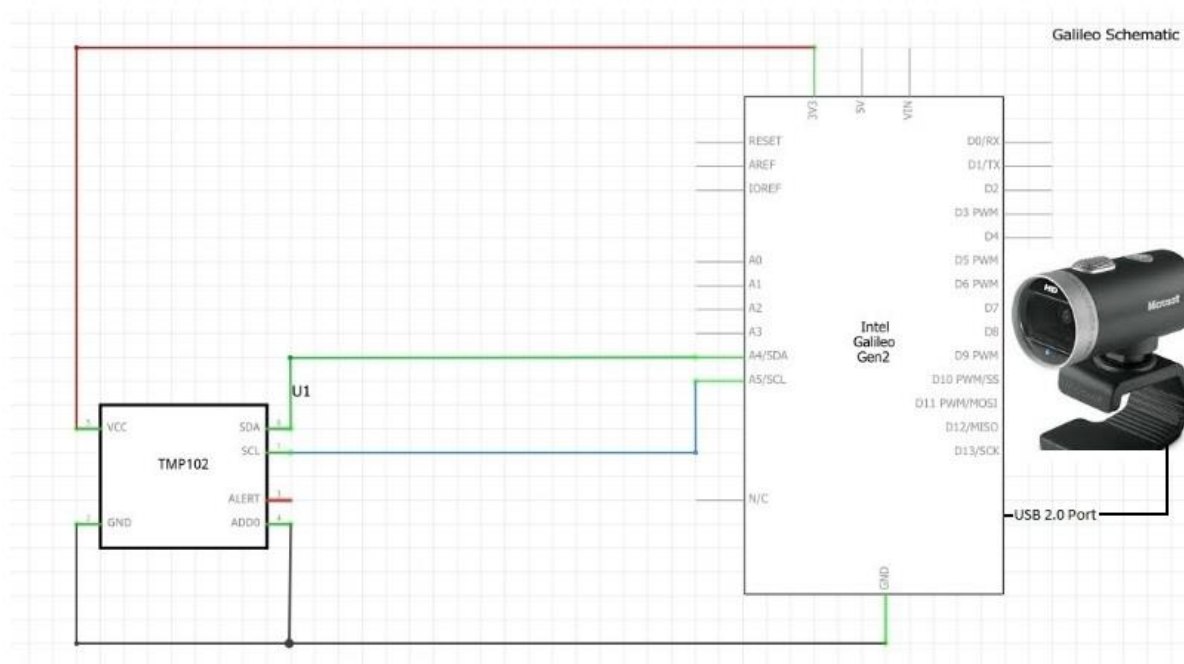 Galileo Schematic
3V3
5V
VIN
RESET
AREF
IOREF
A0
A1
A2
A3
A4/SDA
A5/SCL
N/C
Intel
Galileo
Gen2
D0/RX
D1/TX
D2
D3 PWM
D4
D5 PWM
D6 PWM
D7
D8
D9 PWM
D10 PWM/SS
D11 PWM/MOSI
D12/MISO
D13/SCK
GND
HD
Microsoft
USB 2.0 Port
U1
VCC
GND
TMP102
SDA
SCL
ALERT
ADD0